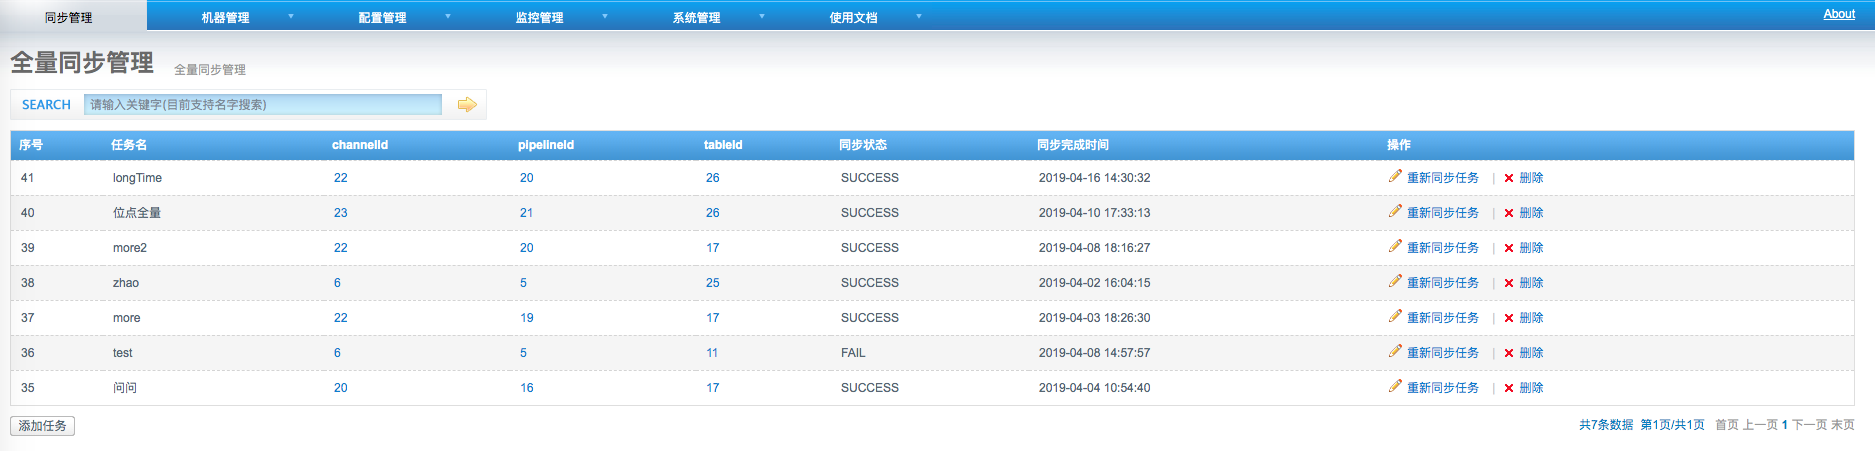 同步管理 机器管理 配置管理 监控管理 系统管理 使用文档 About
全量同步管理 全量同步管理
SEARCH 请输入关键字(目前支持名字搜索)
序号 任务名 channelId pipelineId tableId 同步状态 同步完成时间 操作
41 longTime 22 20 26 SUCCESS 2019-04-16 14:30:32 重新同步任务 | 删除
40 位点全量 23 21 26 SUCCESS 2019-04-10 17:33:13 重新同步任务 | 删除
39 more2 22 20 17 SUCCESS 2019-04-08 18:16:27 重新同步任务 | 删除
38 zhao 6 5 25 SUCCESS 2019-04-02 16:04:15 重新同步任务 | 删除
37 more 22 19 17 SUCCESS 2019-04-03 18:26:30 重新同步任务 | 删除
36 test 6 5 11 FAIL 2019-04-08 14:57:57 重新同步任务 | 删除
35 问问 20 16 17 SUCCESS 2019-04-04 10:54:40 重新同步任务 | 删除
添加任务 共7条数据 第1页/共1页 首页 上一页 1 下一页 末页